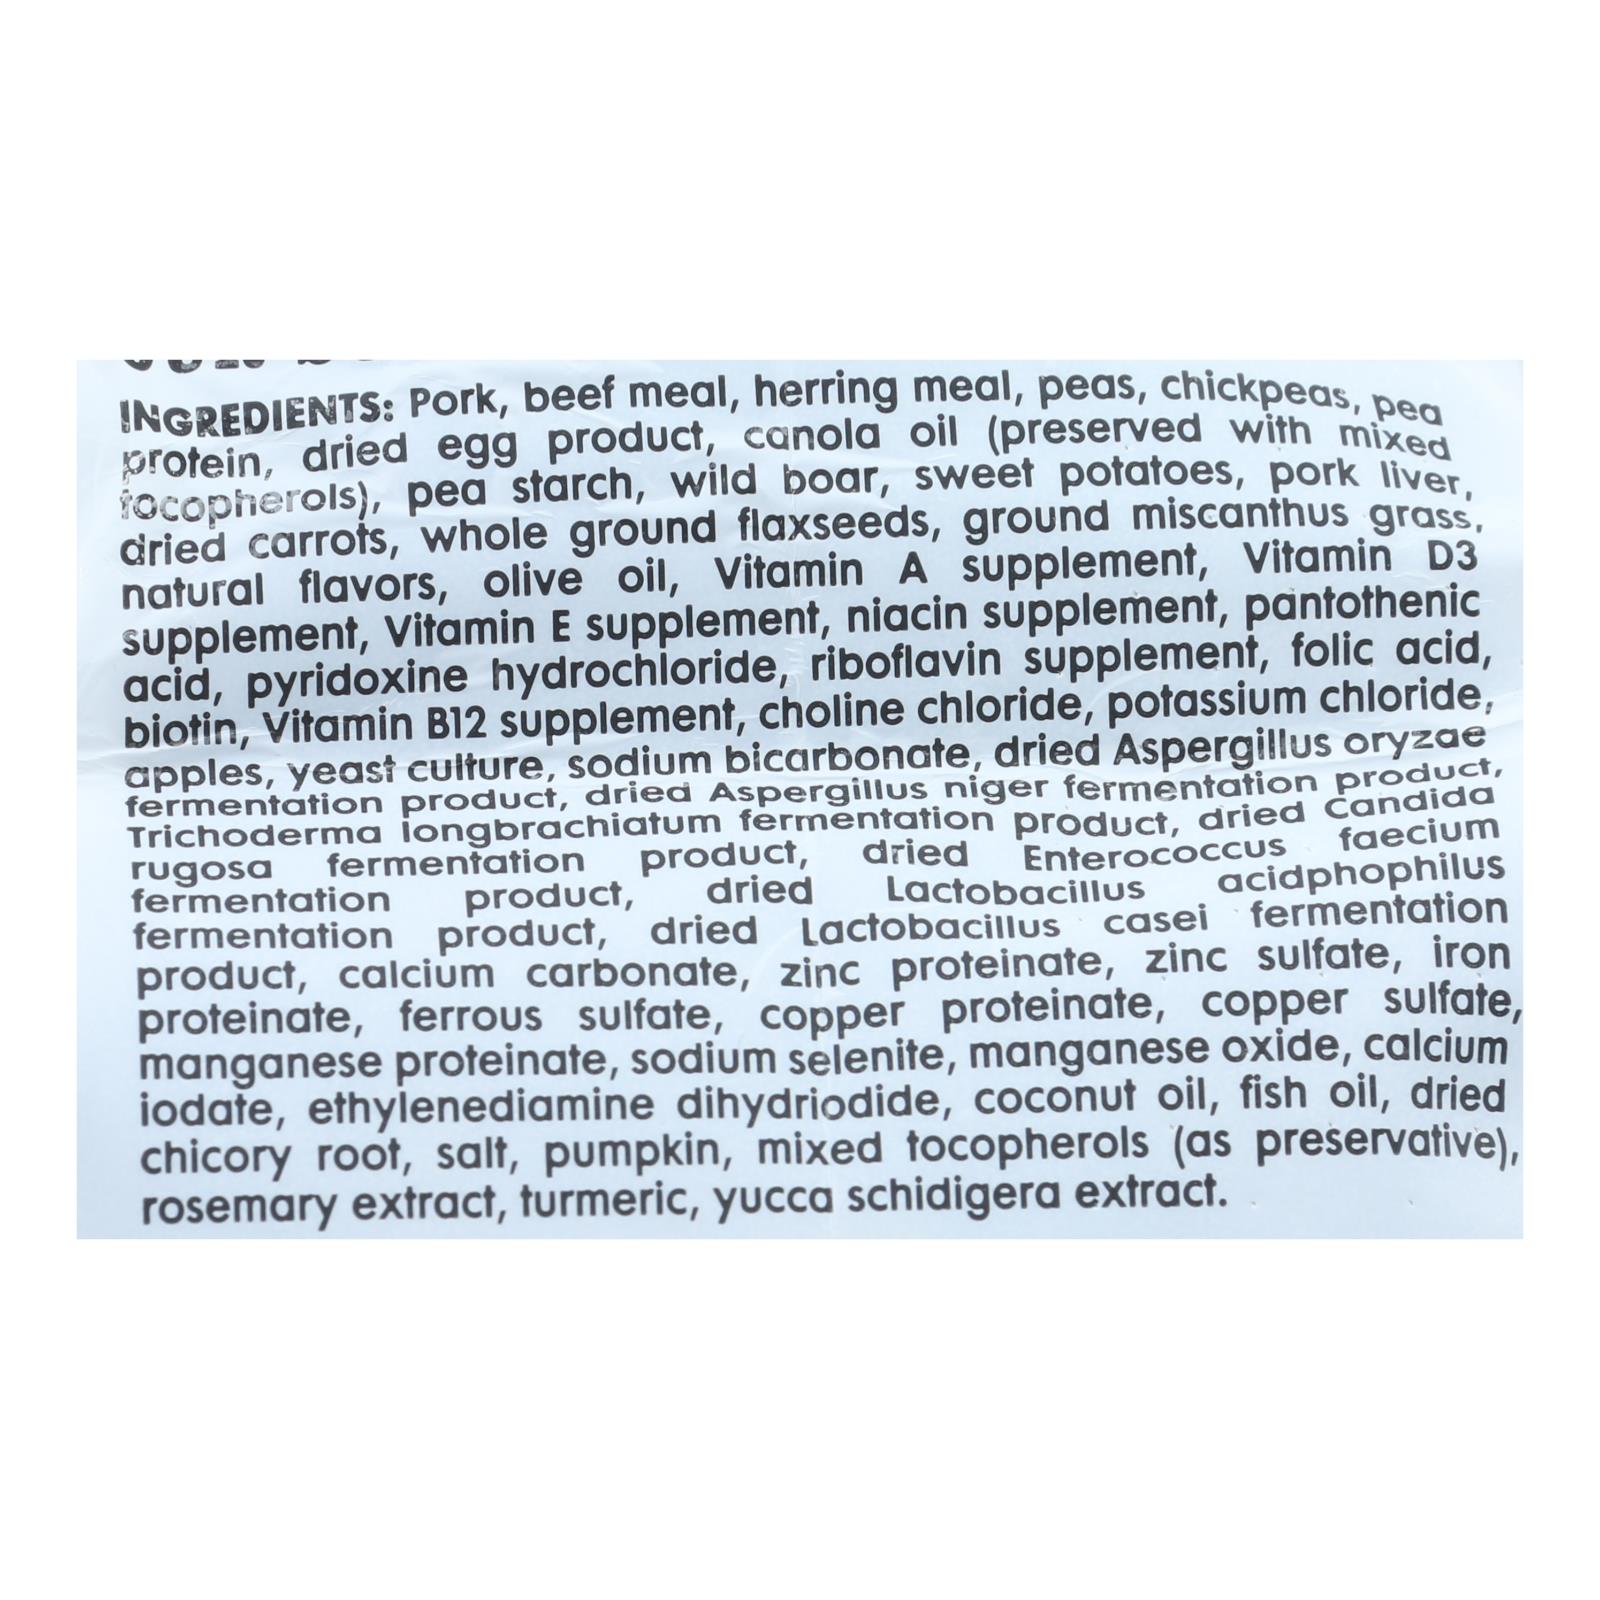 INGREDIENTS: Pork, beef meal, herring meal, peas, chickpeas, pea
protein, dried egg product, canola oil (preserved with mixed
tocopherols), pea starch, wild boar, sweet potatoes, pork liver,
dried carrots, whole ground flaxseeds, ground miscanthus grass,
natural flavors, olive oil, Vitamin A supplement, Vitamin D3
supplement, Vitamin E supplement, niacin supplement, pantothenic
acid, pyridoxine hydrochloride, riboflavin supplement, folic acid,
biotin, Vitamin B12 supplement, choline chloride, potassium chloride,
apples, yeast culture, sodium bicarbonate, dried Aspergillus oryzae
fermentation product, dried Aspergillus niger fermentation product,
Trichoderma longbrachiatum fermentation product, dried Candida
rugosa fermentation product, dried Enterococcus faecium
fermentation product, dried Lactobacillus acidphophilus
fermentation product, dried Lactobacillus casei fermentation
product, calcium carbonate, zinc proteinate, zinc sulfate, iron
proteinate, ferrous sulfate, copper proteinate, copper sulfate,
manganese proteinate, sodium selenite, manganese oxide, calcium
iodate, ethylenediamine dihydriodide, coconut oil, fish oil, dried
chicory root, salt, pumpkin, mixed tocopherols (as preservative),
rosemary extract, turmeric, yucca schidigera extract.